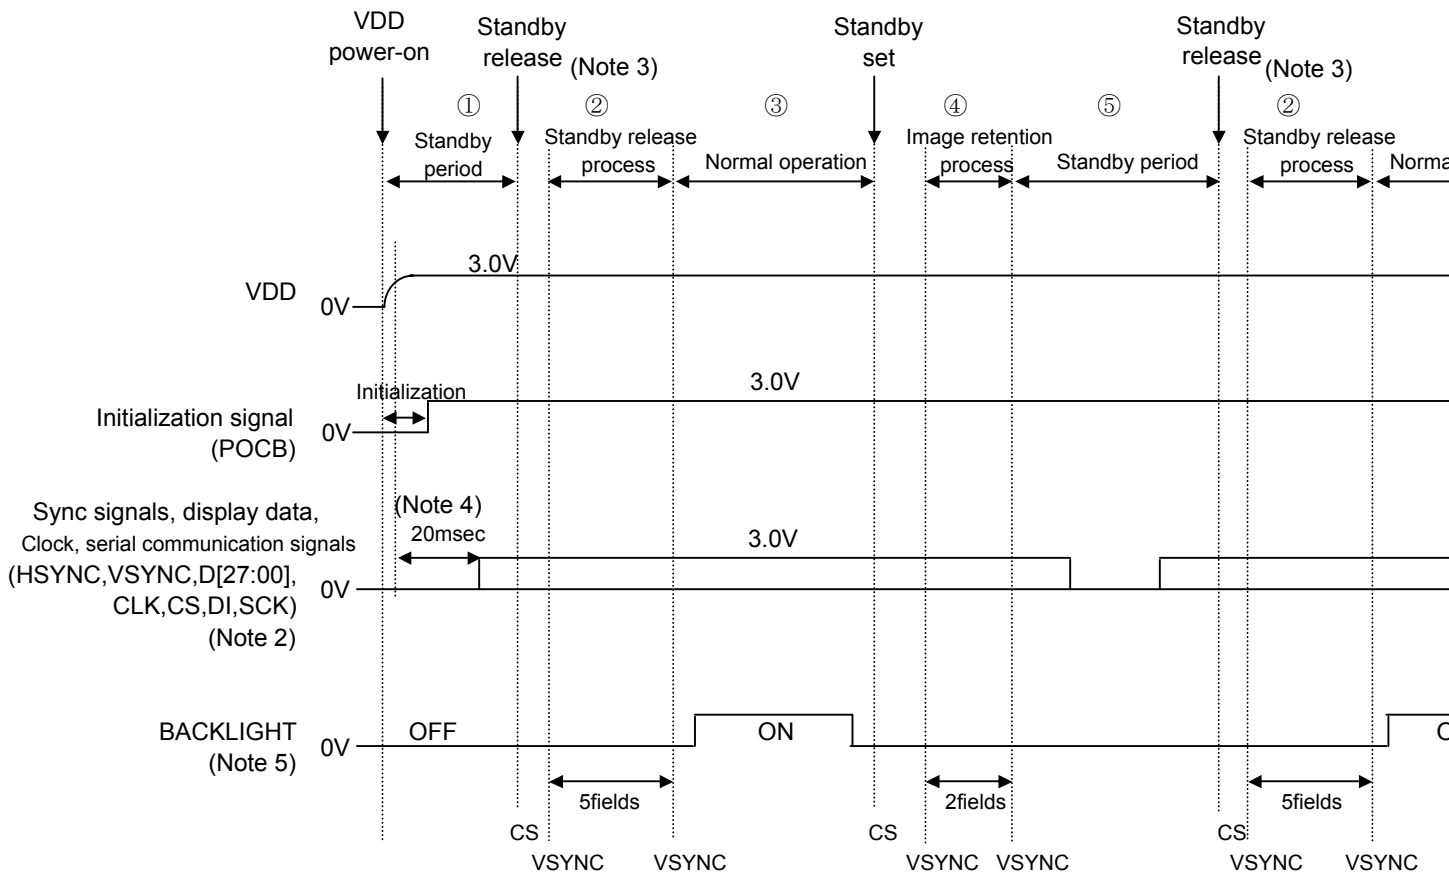 VDD
power-on
Standby
release
(Note 3)
Standby
set
Standby
release
(Note 3)
①
②
③
④
⑤
②
Standby
period
Standby release
process
Normal operation
Image retention
process
Standby period
Standby release
process
Norma
VDD
0V
3.0V
Initialization
3.0V
Initialization signal
(POCB)
0V
(Note 4)
20msec
3.0V
Sync signals, display data,
Clock, serial communication signals
(HSYNC,VSYNC,D[27:00],
CLK,CS,DI,SCK)
(Note 2)
0V
BACKLIGHT
(Note 5)
0V
OFF
ON
5fields
2fields
5fields
CS
CS
CS
VSYNC
VSYNC
VSYNC
VSYNC
VSYNC
VSYNC